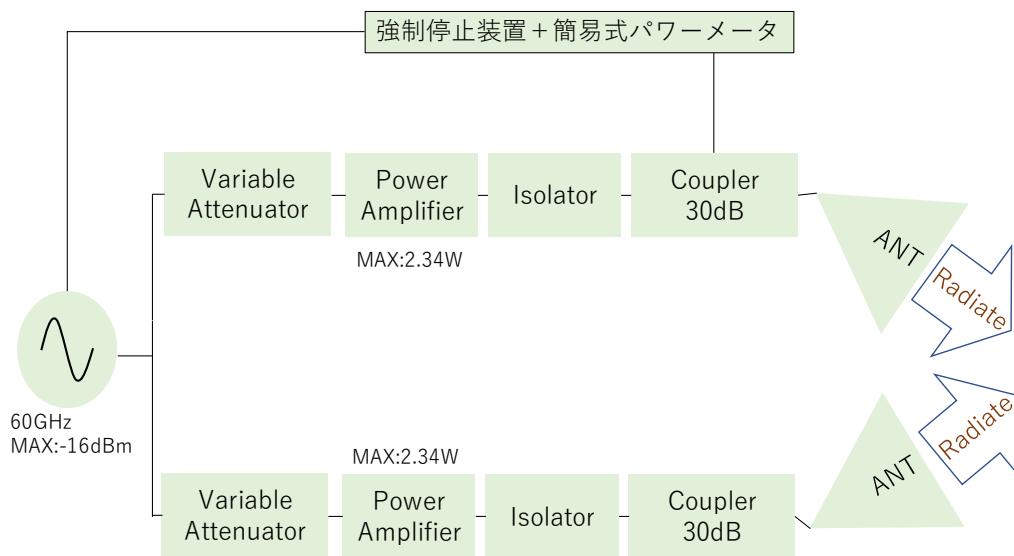 強制停止装置＋簡易式パワーメータ
Variable
Attenuator
Power
Amplifier
Isolator
Coupler
30dB
ANT
MAX:2.34W
Radiate
60GHz
MAX:-16dBm
Radiate
MAX:2.34W
ANT
Variable
Attenuator
Power
Amplifier
Isolator
Coupler
30dB